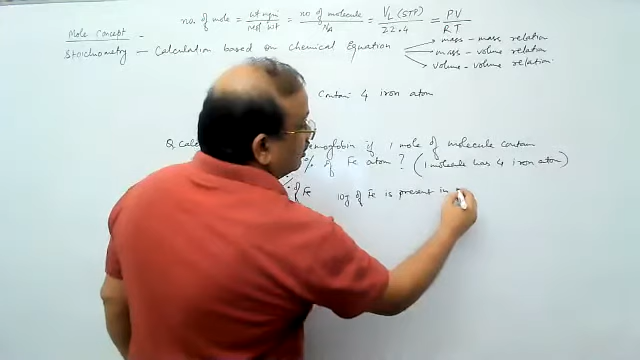 Mole Concept - no. of mole = wt mgm / mol wt = no of molecule / NA = VL (STP) / 22.4 = PV / RT
Stoichiometry — Calculation based on Chemical Equation
mass - mass relation
mass - volume relation
volume - volume relation
Contain 4 iron atom
Q Cal hemoglobin if 1 mole of molecule contain
% of Fe atom ? (1 molecule has 4 iron atom)
% of Fe 10g of Fe is present in